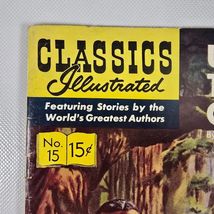 CLASSICS
Illustrated
Featuring Stories by the
World's Greatest Authors
No.
15
15¢